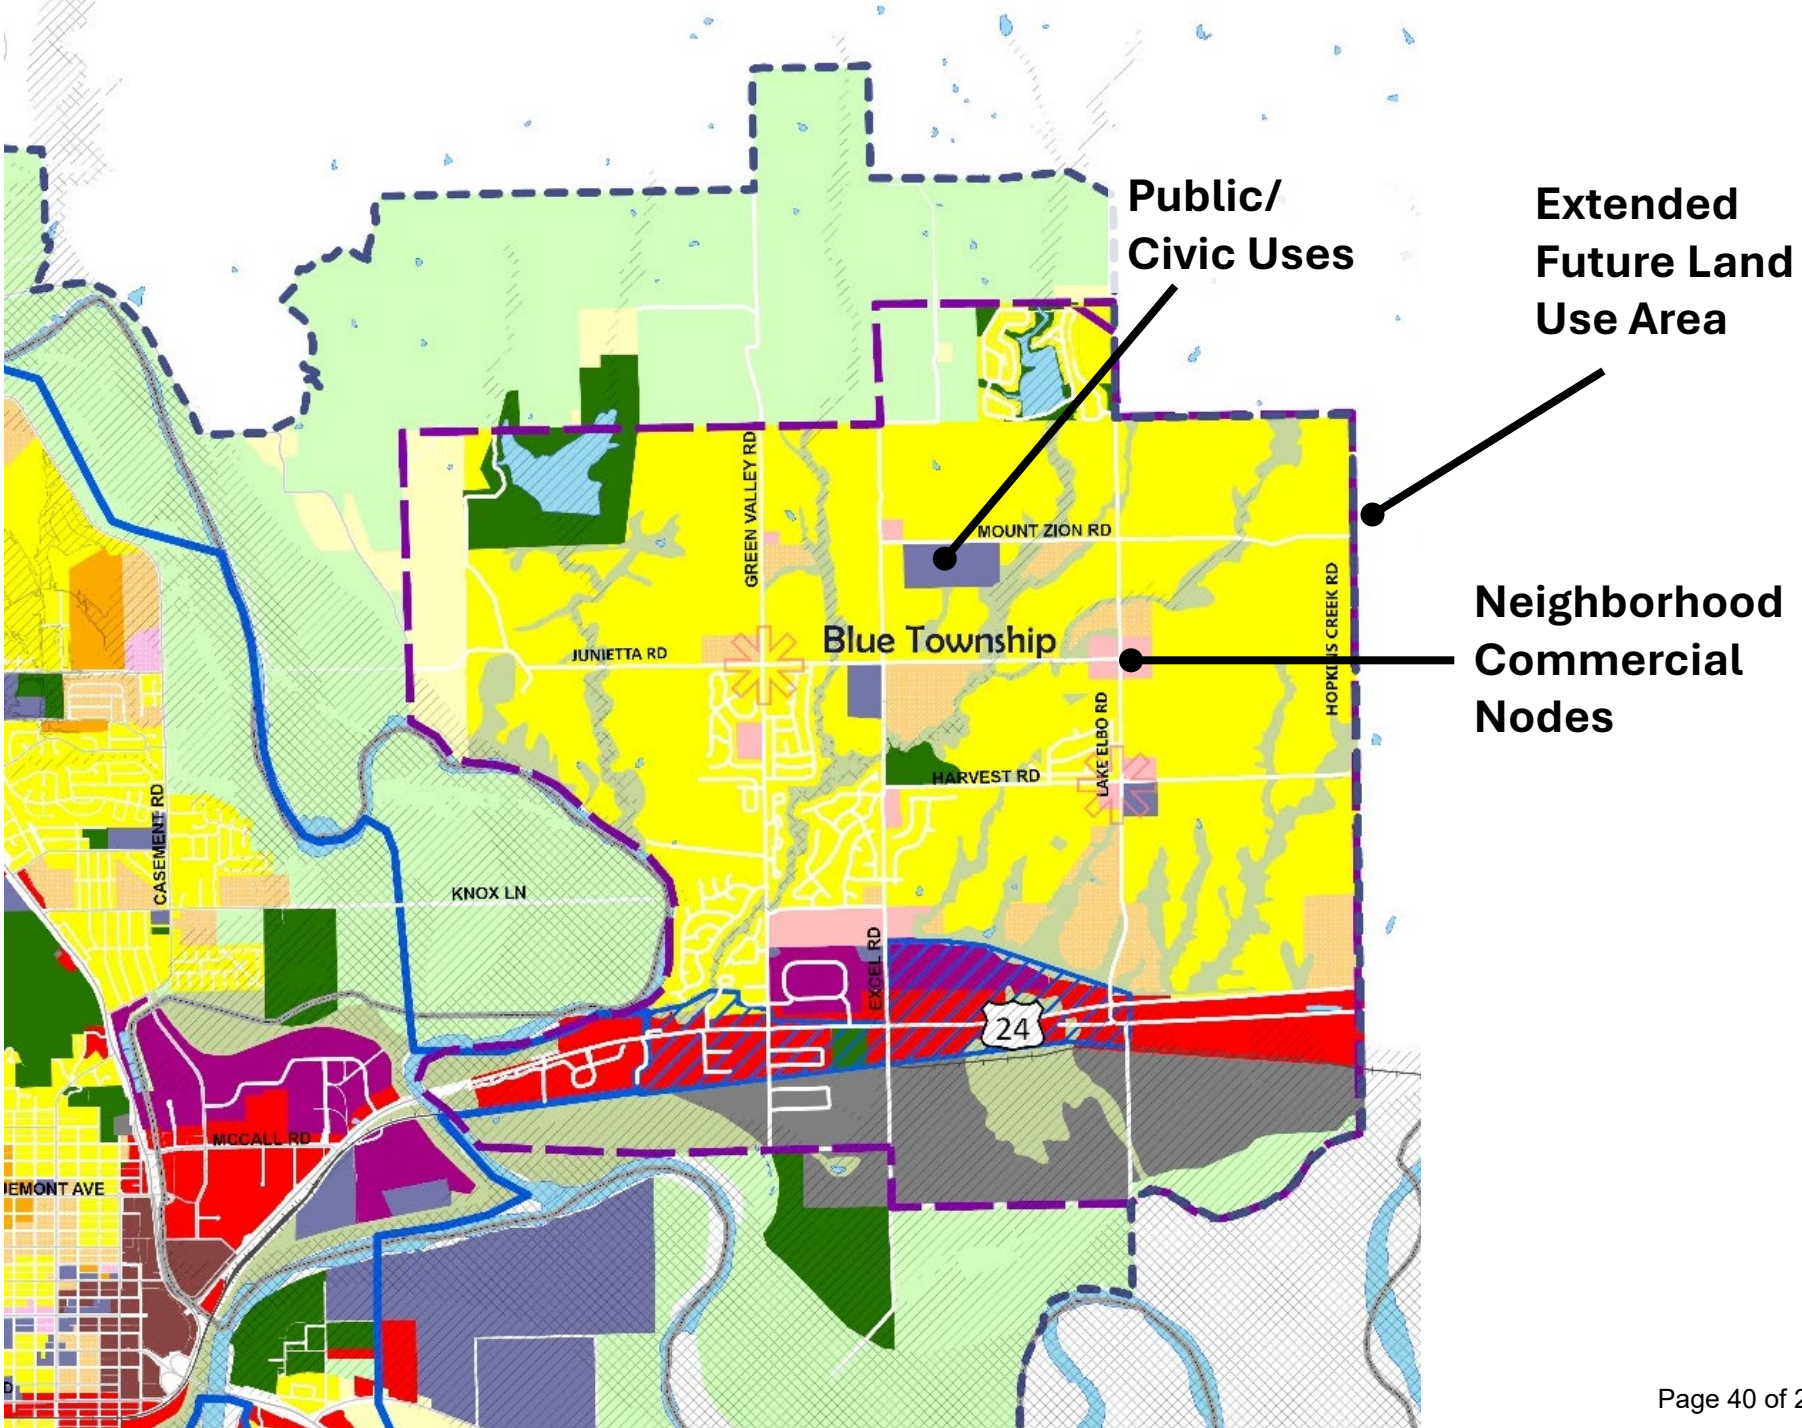 Public/
Civic Uses
Extended
Future Land
Use Area
GREEN VALLEY RD
MOUNT ZION RD
HOPKINS CREEK RD
Neighborhood
Commercial
Nodes
Blue Township
JUNIETTA RD
LAKE ELBO RD
HARVEST RD
CASEMENT RD
KNOX LN
EXCEL RD
24
MCCALL RD
JEMONT AVE
D
Page 40 of 2